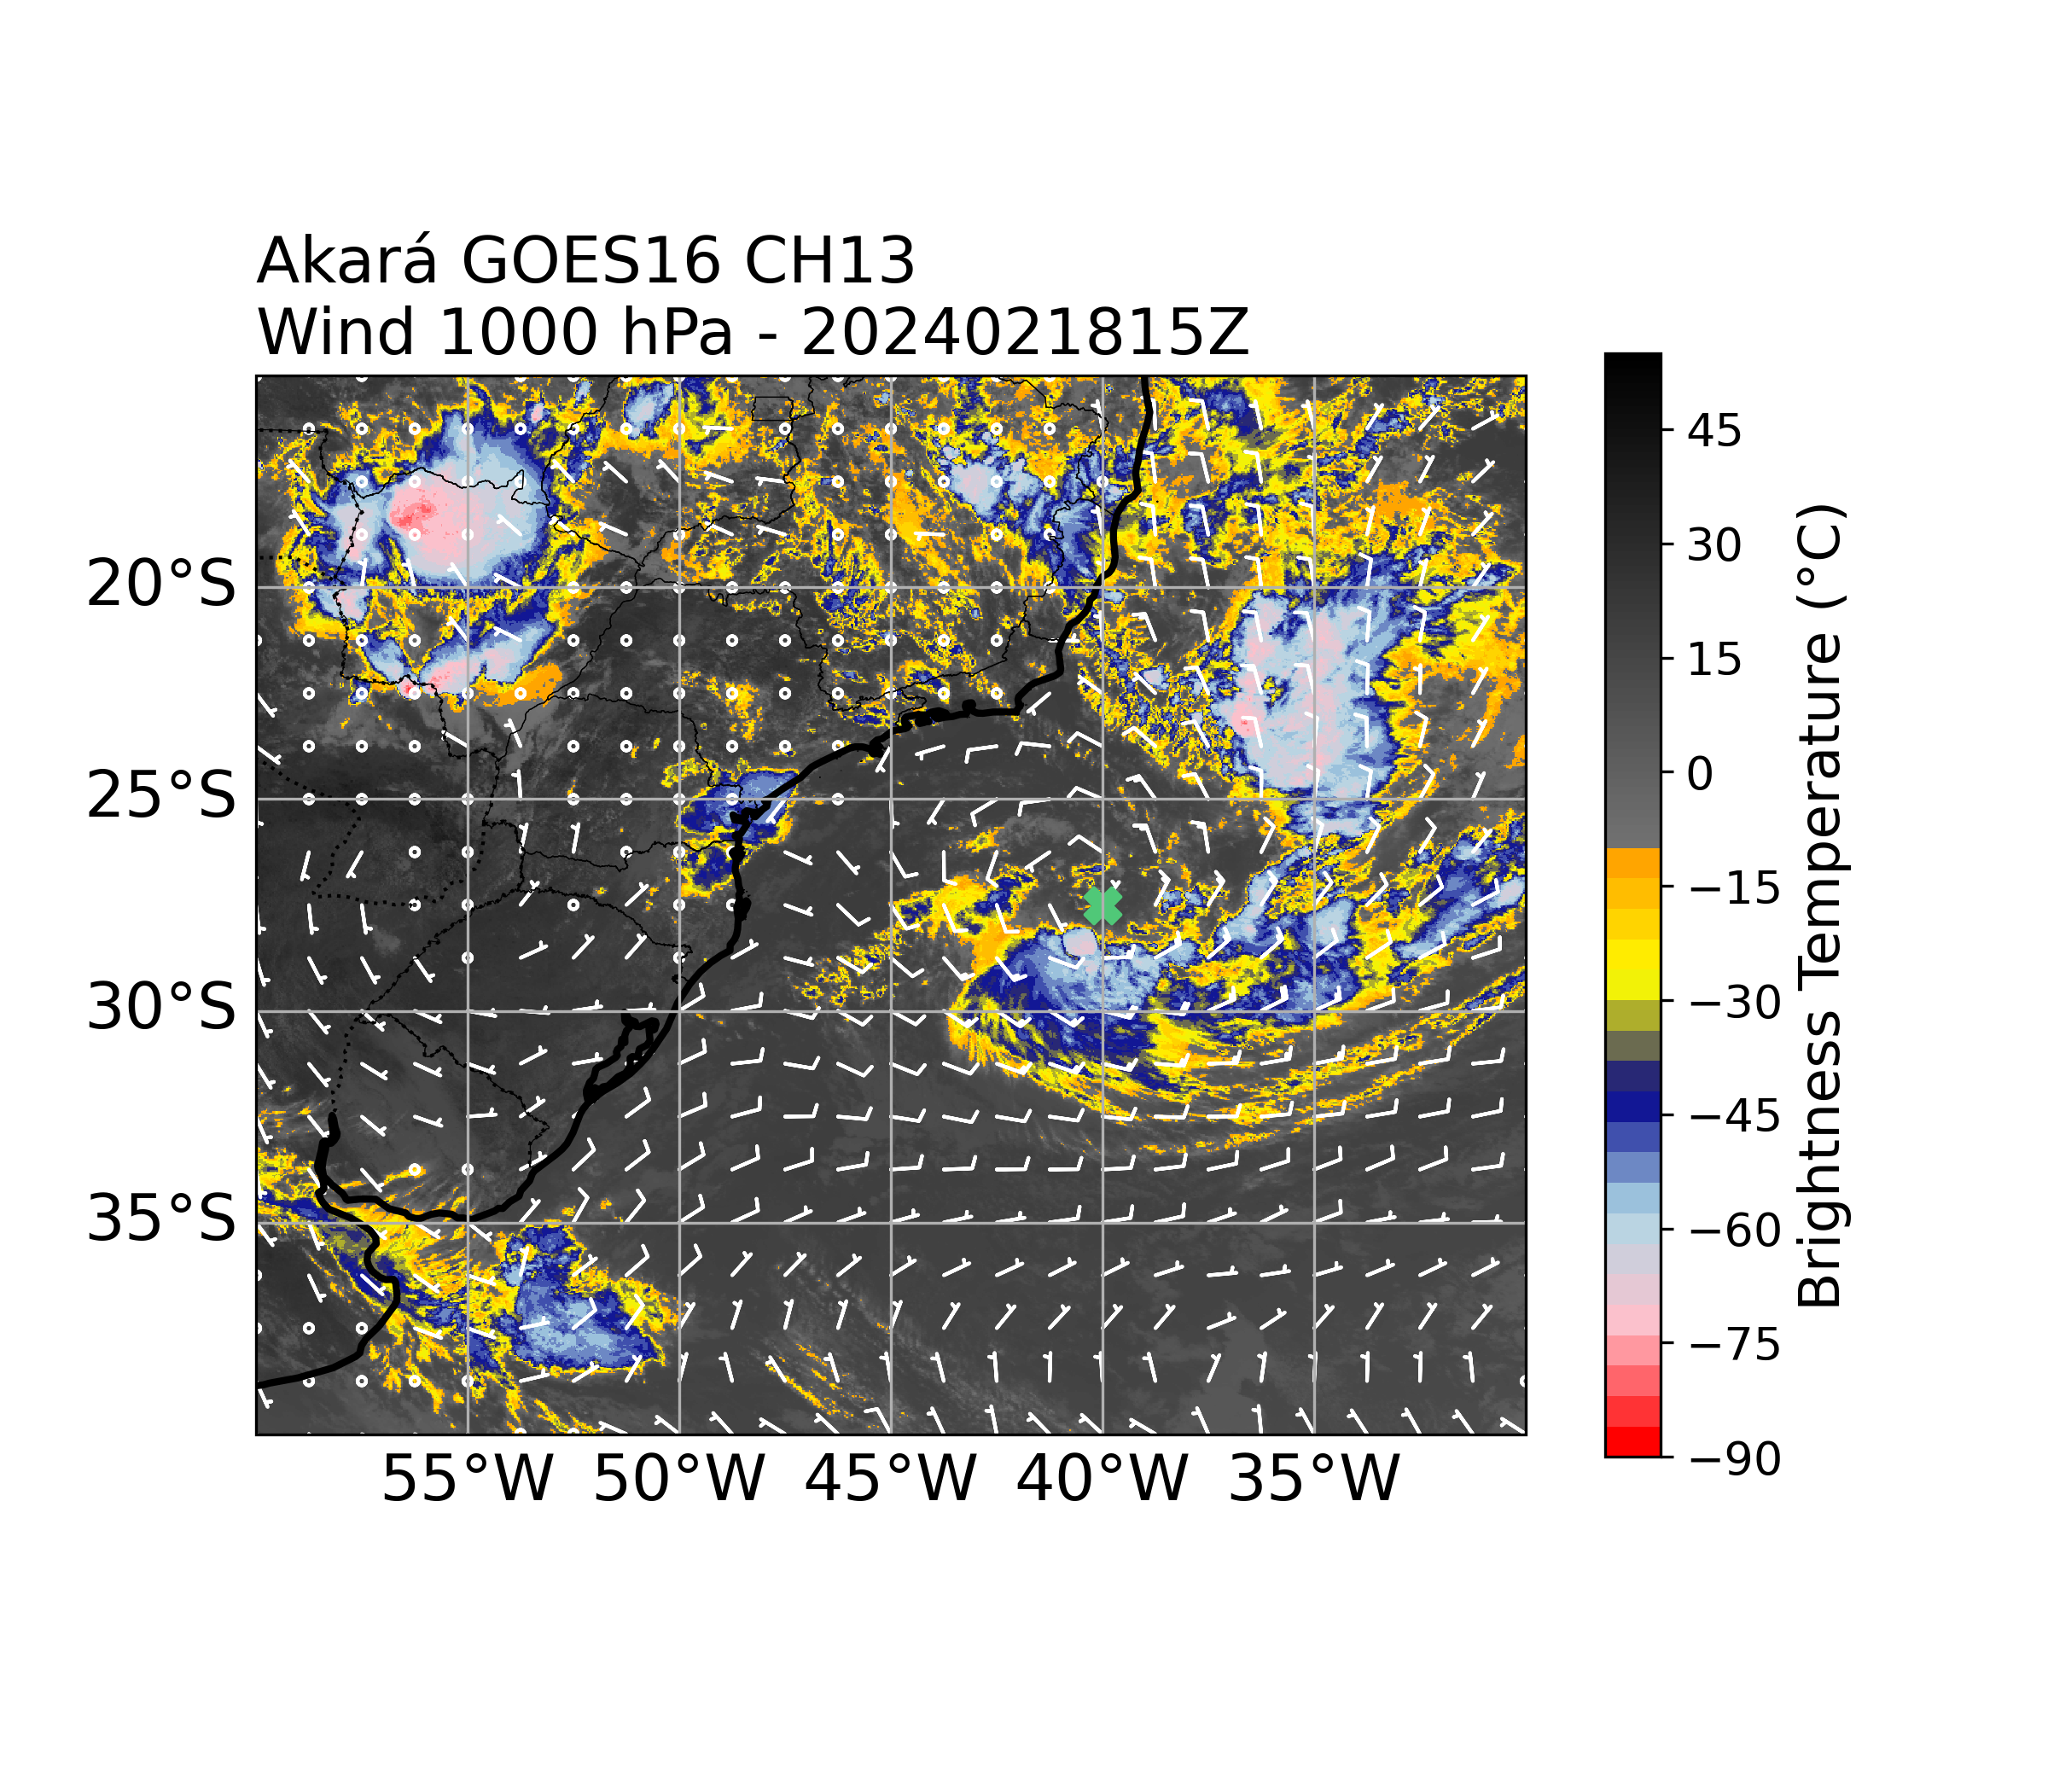 Akará GOES16 CH13
Wind 1000 hPa - 2024021815Z
20°S
25°S
30°S
35°S
55°W 50°W 45°W 40°W 35°W
45
30
15
0
−15
−30
−45
−60
−75
−90
Brightness Temperature (°C)